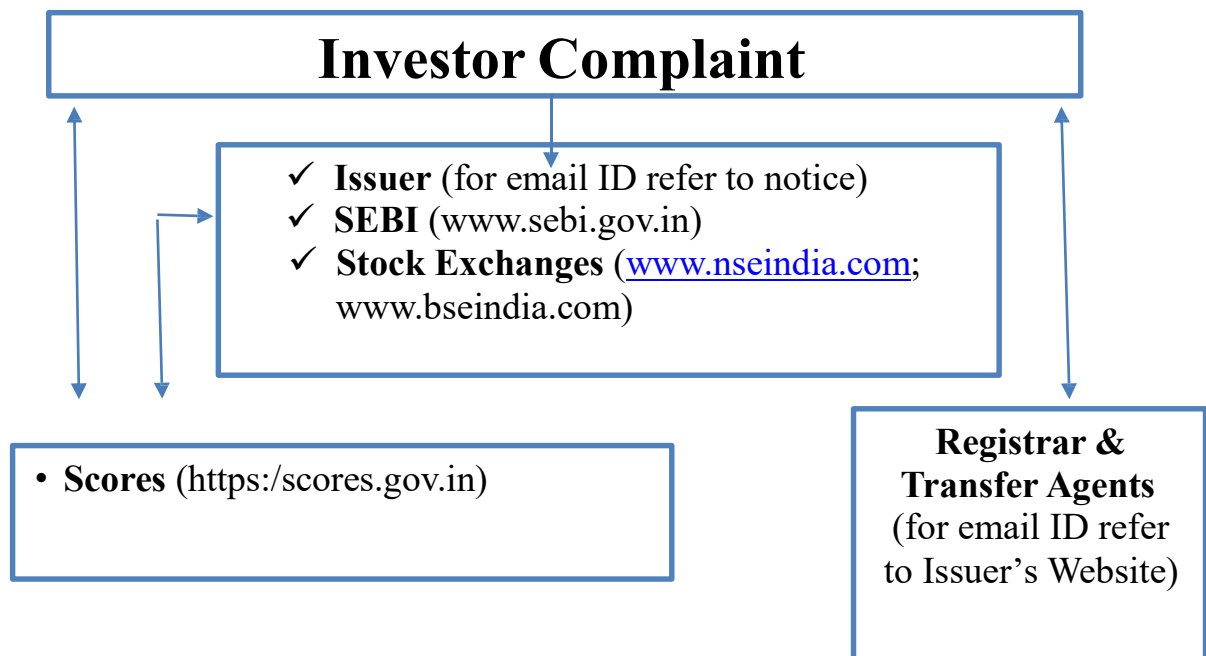 Investor Complaint
✓ Issuer (for email ID refer to notice)
✓ SEBI (www.sebi.gov.in)
✓ Stock Exchanges (www.nseindia.com;
www.bseindia.com)
• Scores (https:/scores.gov.in)
Registrar &
Transfer Agents
(for email ID refer
to Issuer’s Website)